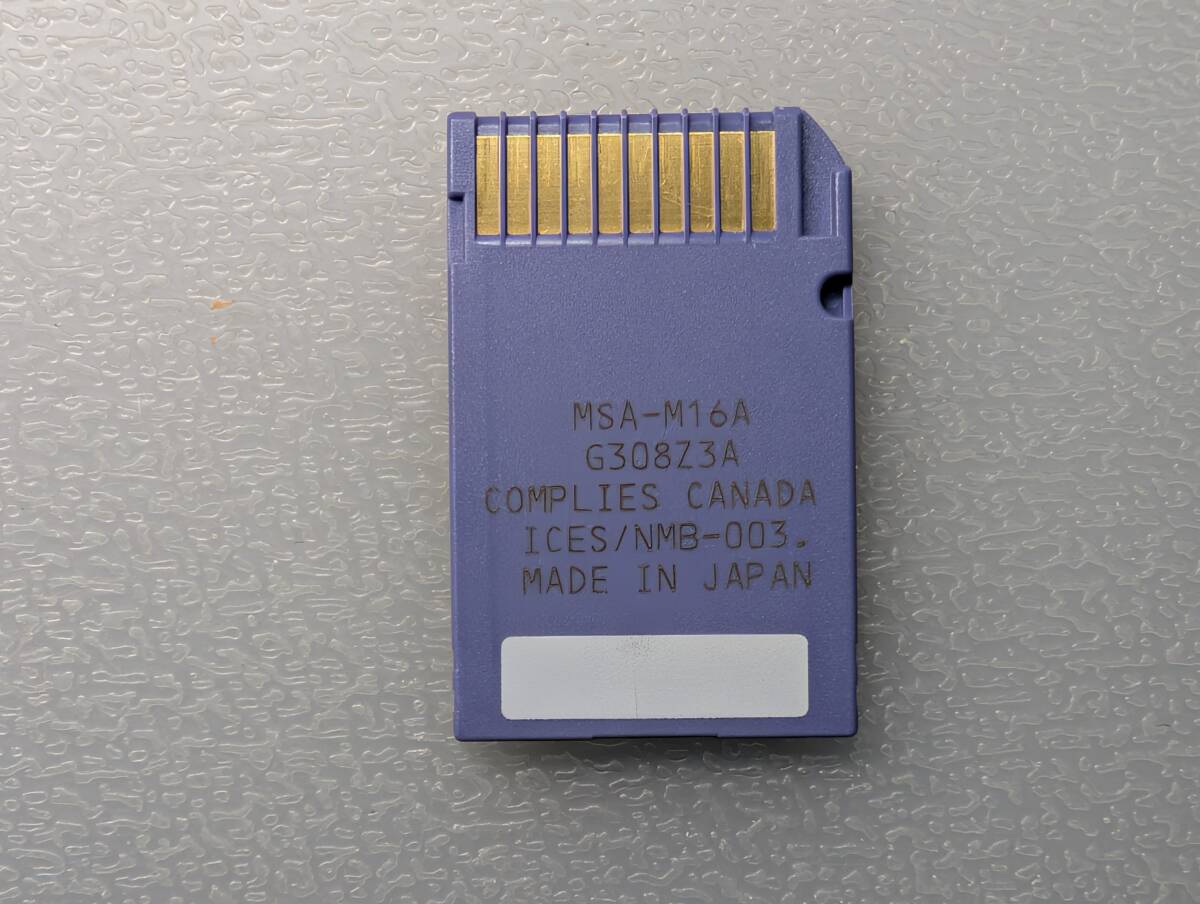 MSA-M16A
G308Z3A
COMPLIES CANADA
ICES/NMB-003.
MADE IN JAPAN